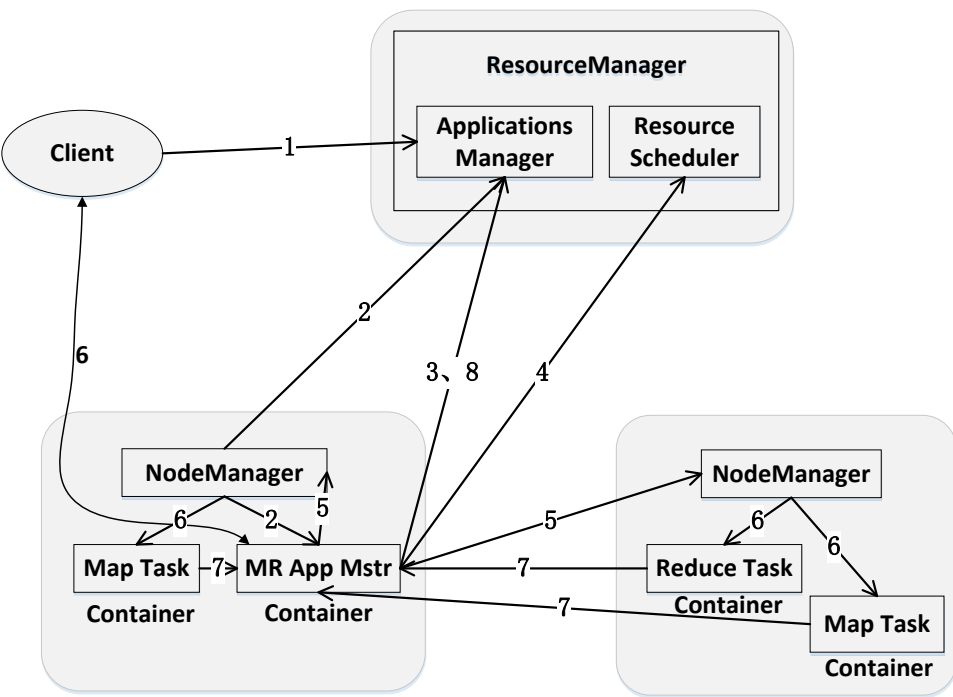 ResourceManager
Applications
Manager
Resource
Scheduler
Client
1
2
6
3、8
4
NodeManager
5
6
2
Map Task
7
MR App Mstr
Container
Container
5
7
7
NodeManager
6
6
Reduce Task
Container
Map Task
Container